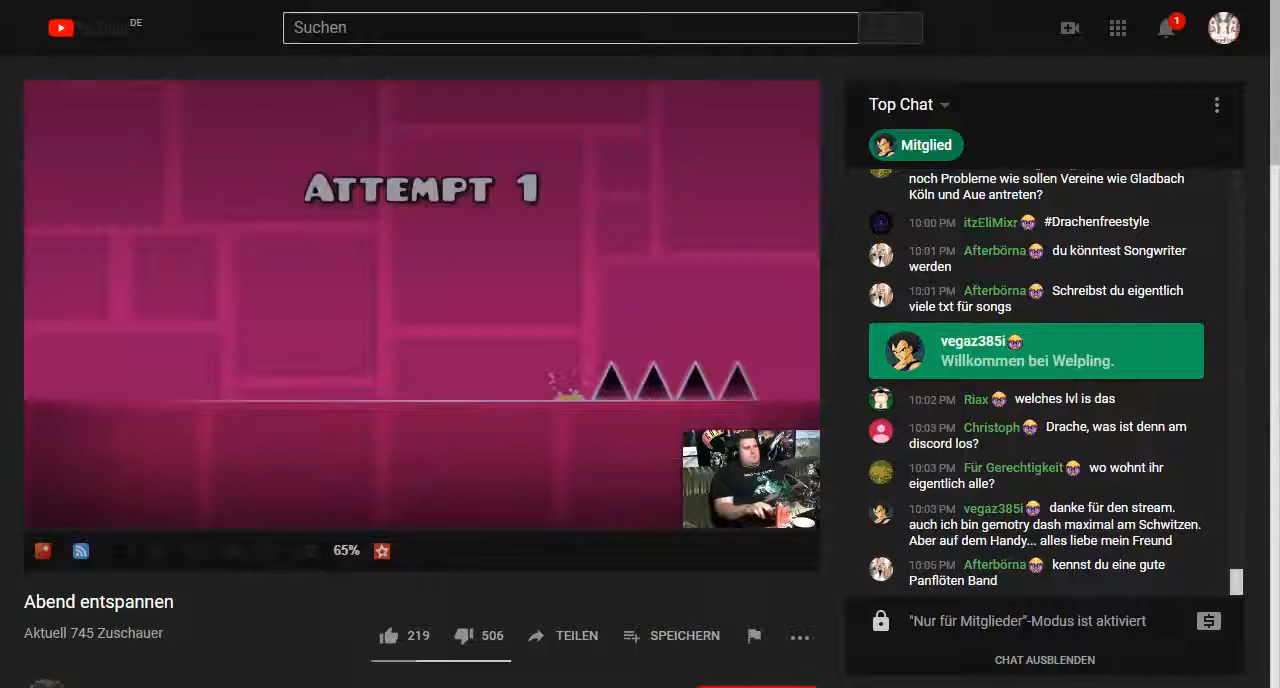 DE
Suchen
1
Top Chat
Mitglied
ATTEMPT 1
noch Probleme wie sollen Vereine wie Gladbach
Köln und Aue antreten?
10:00 PM itzEliMixr #Drachenfreestyle
10:01 PM Afterbörna du könntest Songwriter
werden
10:01 PM Afterbörna Schreibst du eigentlich
viele txt für songs
vegaz385i
Willkommen bei Welpling.
10:02 PM Riax welches lvl is das
10:03 PM Christoph Drache, was ist denn am
discord los?
10:03 PM Für Gerechtigkeit wo wohnt ihr
eigentlich alle?
10:03 PM vegaz385i danke für den stream.
auch ich bin gemotry dash maximal am Schwitzen.
Aber auf dem Handy... alles liebe mein Freund
10:05 PM Afterbörna kennst du eine gute
Panflöten Band
65%
Abend entspannen
Aktuell 745 Zuschauer
219
506
TEILEN
SPEICHERN
"Nur für Mitglieder"-Modus ist aktiviert
CHAT AUSBLENDEN